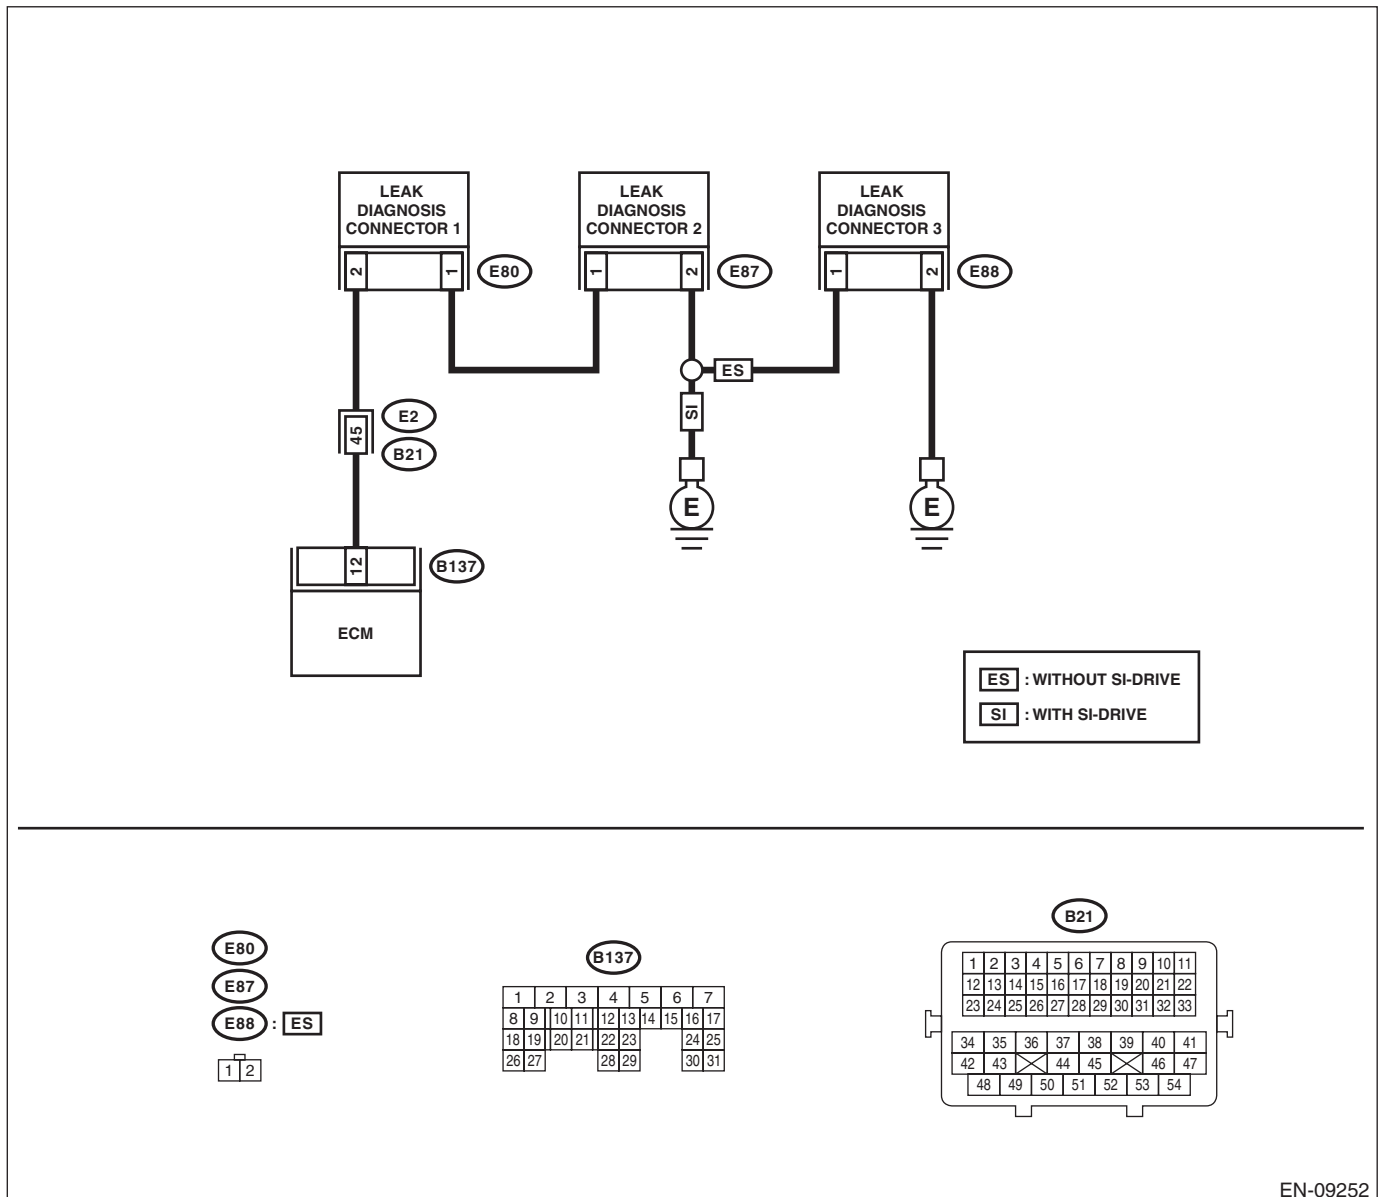 LEAK
DIAGNOSIS
CONNECTOR 1
LEAK
DIAGNOSIS
CONNECTOR 2
LEAK
DIAGNOSIS
CONNECTOR 3
2 1 E80 1 2 E87 1 2 E88
ES
SI
45
E2
B21
E E
12
B137
ECM
ES : WITHOUT SI-DRIVE
SI : WITH SI-DRIVE
E80
E87
E88 : ES
1 2
B137
1 2 3 4 5 6 7
8 9 10 11 12 13 14 15 16 17
18 19 20 21 22 23 24 25
26 27 28 29 30 31
B21
1 2 3 4 5 6 7 8 9 10 11
12 13 14 15 16 17 18 19 20 21 22
23 24 25 26 27 28 29 30 31 32 33
34 35 36 37 38 39 40 41
42 43 44 45 46 47
48 49 50 51 52 53 54
EN-09252